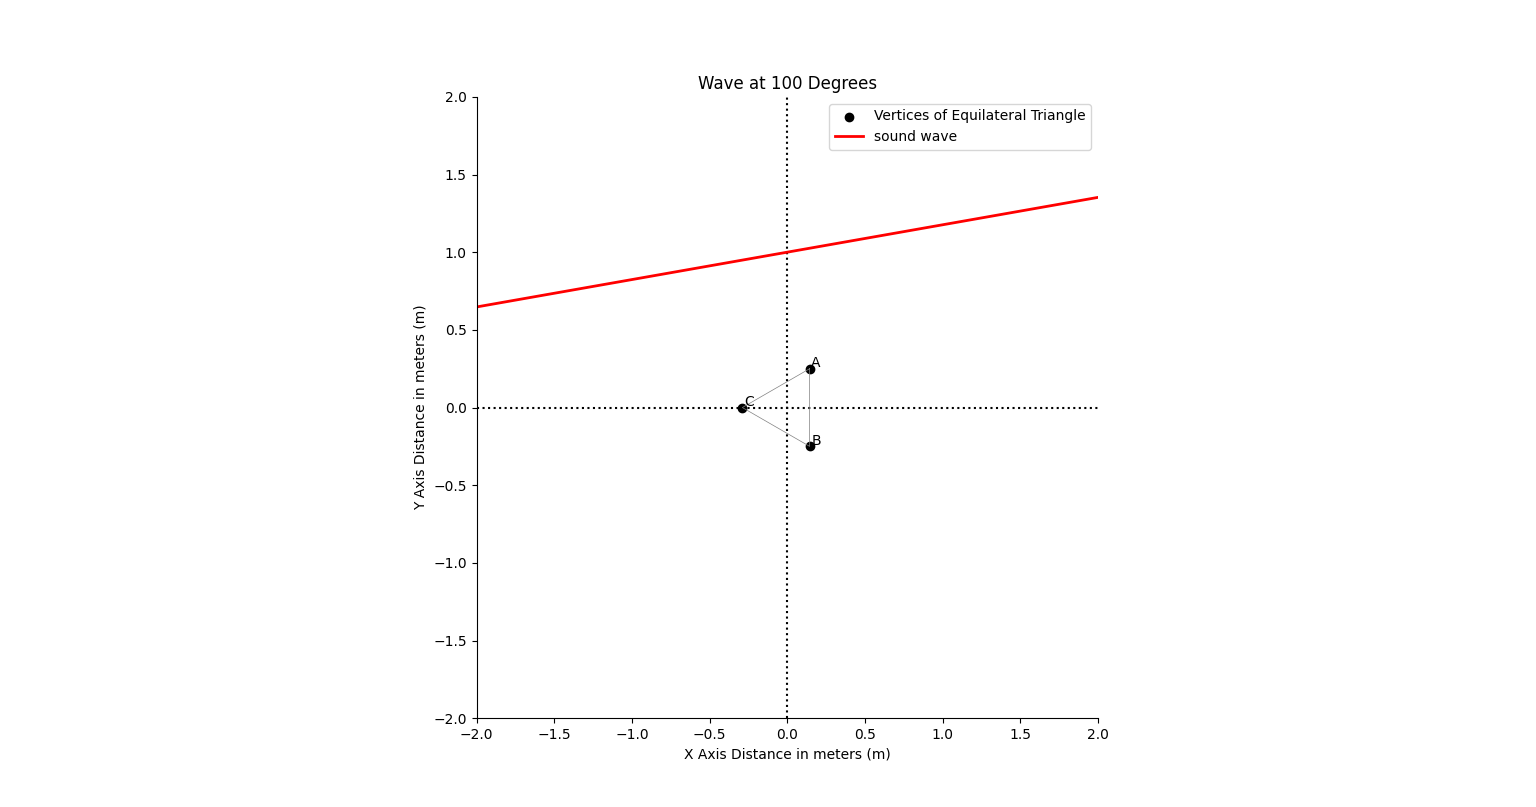 Wave at 100 Degrees
Vertices of Equilateral Triangle
sound wave
2.0
1.5
1.0
0.5
0.0
−0.5
−1.0
−1.5
−2.0
Y Axis Distance in meters (m)
A
C
B
−2.0 −1.5 −1.0 −0.5 0.0 0.5 1.0 1.5 2.0
X Axis Distance in meters (m)